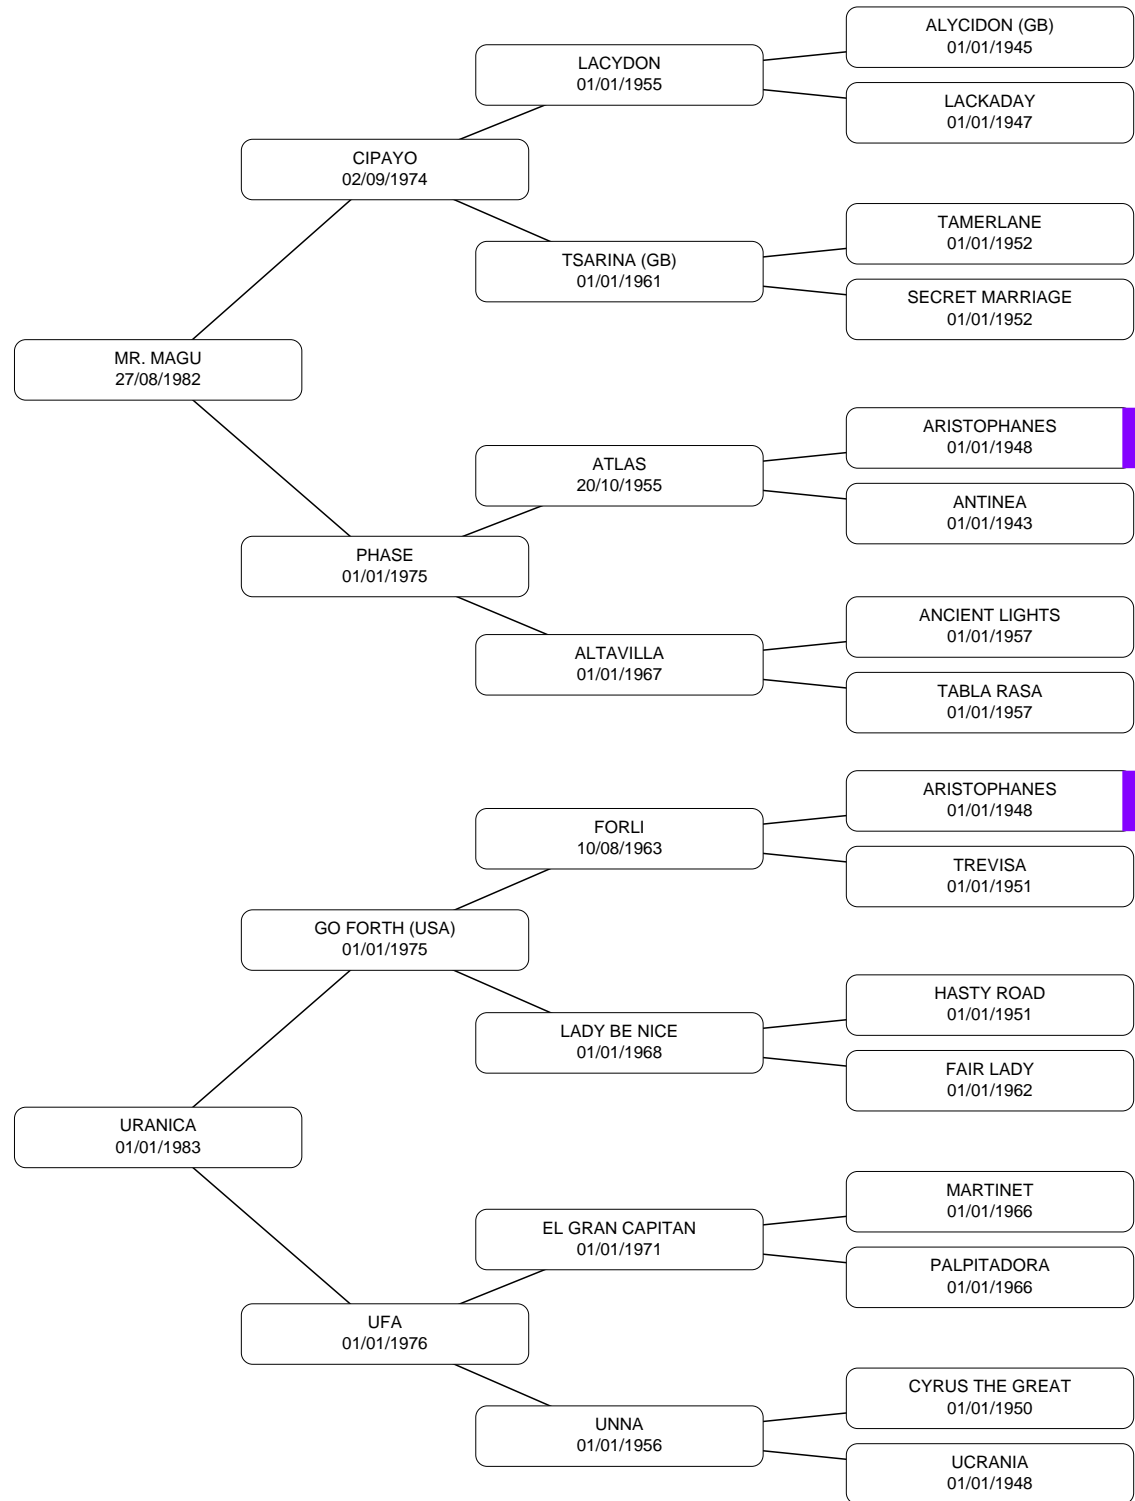 ALYCIDON (GB)
01/01/1945
LACYDON
01/01/1955
LACKADAY
01/01/1947
CIPAYO
02/09/1974
TAMERLANE
01/01/1952
TSARINA (GB)
01/01/1961
SECRET MARRIAGE
01/01/1952
MR. MAGU
27/08/1982
ARISTOPHANES
01/01/1948
ATLAS
20/10/1955
ANTINEA
01/01/1943
PHASE
01/01/1975
ANCIENT LIGHTS
01/01/1957
ALTAVILLA
01/01/1967
TABLA RASA
01/01/1957
ARISTOPHANES
01/01/1948
FORLI
10/08/1963
TREVISA
01/01/1951
GO FORTH (USA)
01/01/1975
HASTY ROAD
01/01/1951
LADY BE NICE
01/01/1968
FAIR LADY
01/01/1962
URANICA
01/01/1983
MARTINET
01/01/1966
EL GRAN CAPITAN
01/01/1971
PALPITADORA
01/01/1966
UFA
01/01/1976
CYRUS THE GREAT
01/01/1950
UNNA
01/01/1956
UCRANIA
01/01/1948